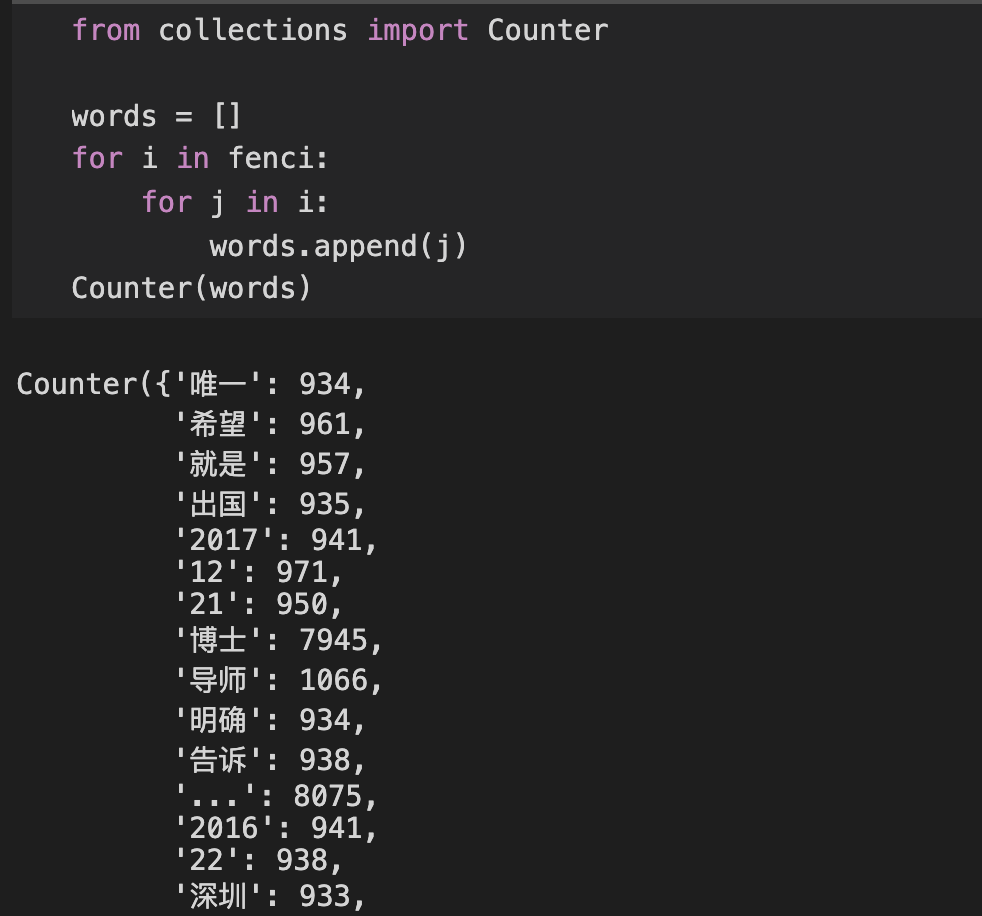 from collections import Counter
words = []
for i in fenci:
    for j in i:
        words.append(j)
Counter(words)
Counter({'唯一': 934,
         '希望': 961,
         '就是': 957,
         '出国': 935,
         '2017': 941,
         '12': 971,
         '21': 950,
         '博士': 7945,
         '导师': 1066,
         '明确': 934,
         '告诉': 938,
         '...': 8075,
         '2016': 941,
         '22': 938,
         '深圳': 933,